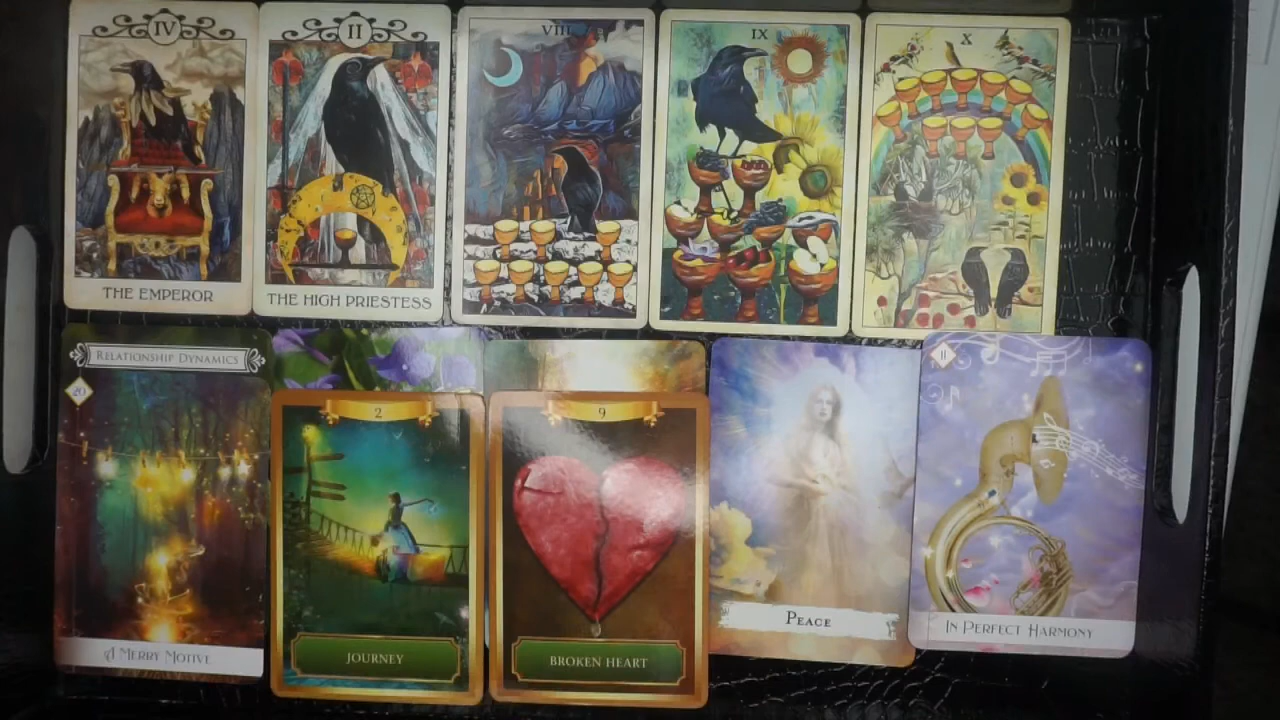 IV
THE EMPEROR
II
THE HIGH PRIESTESS
VIII
IX
X
RELATIONSHIP DYNAMICS
20
A MERRY MOTIVE
2
JOURNEY
9
BROKEN HEART
PEACE
11
IN PERFECT HARMONY